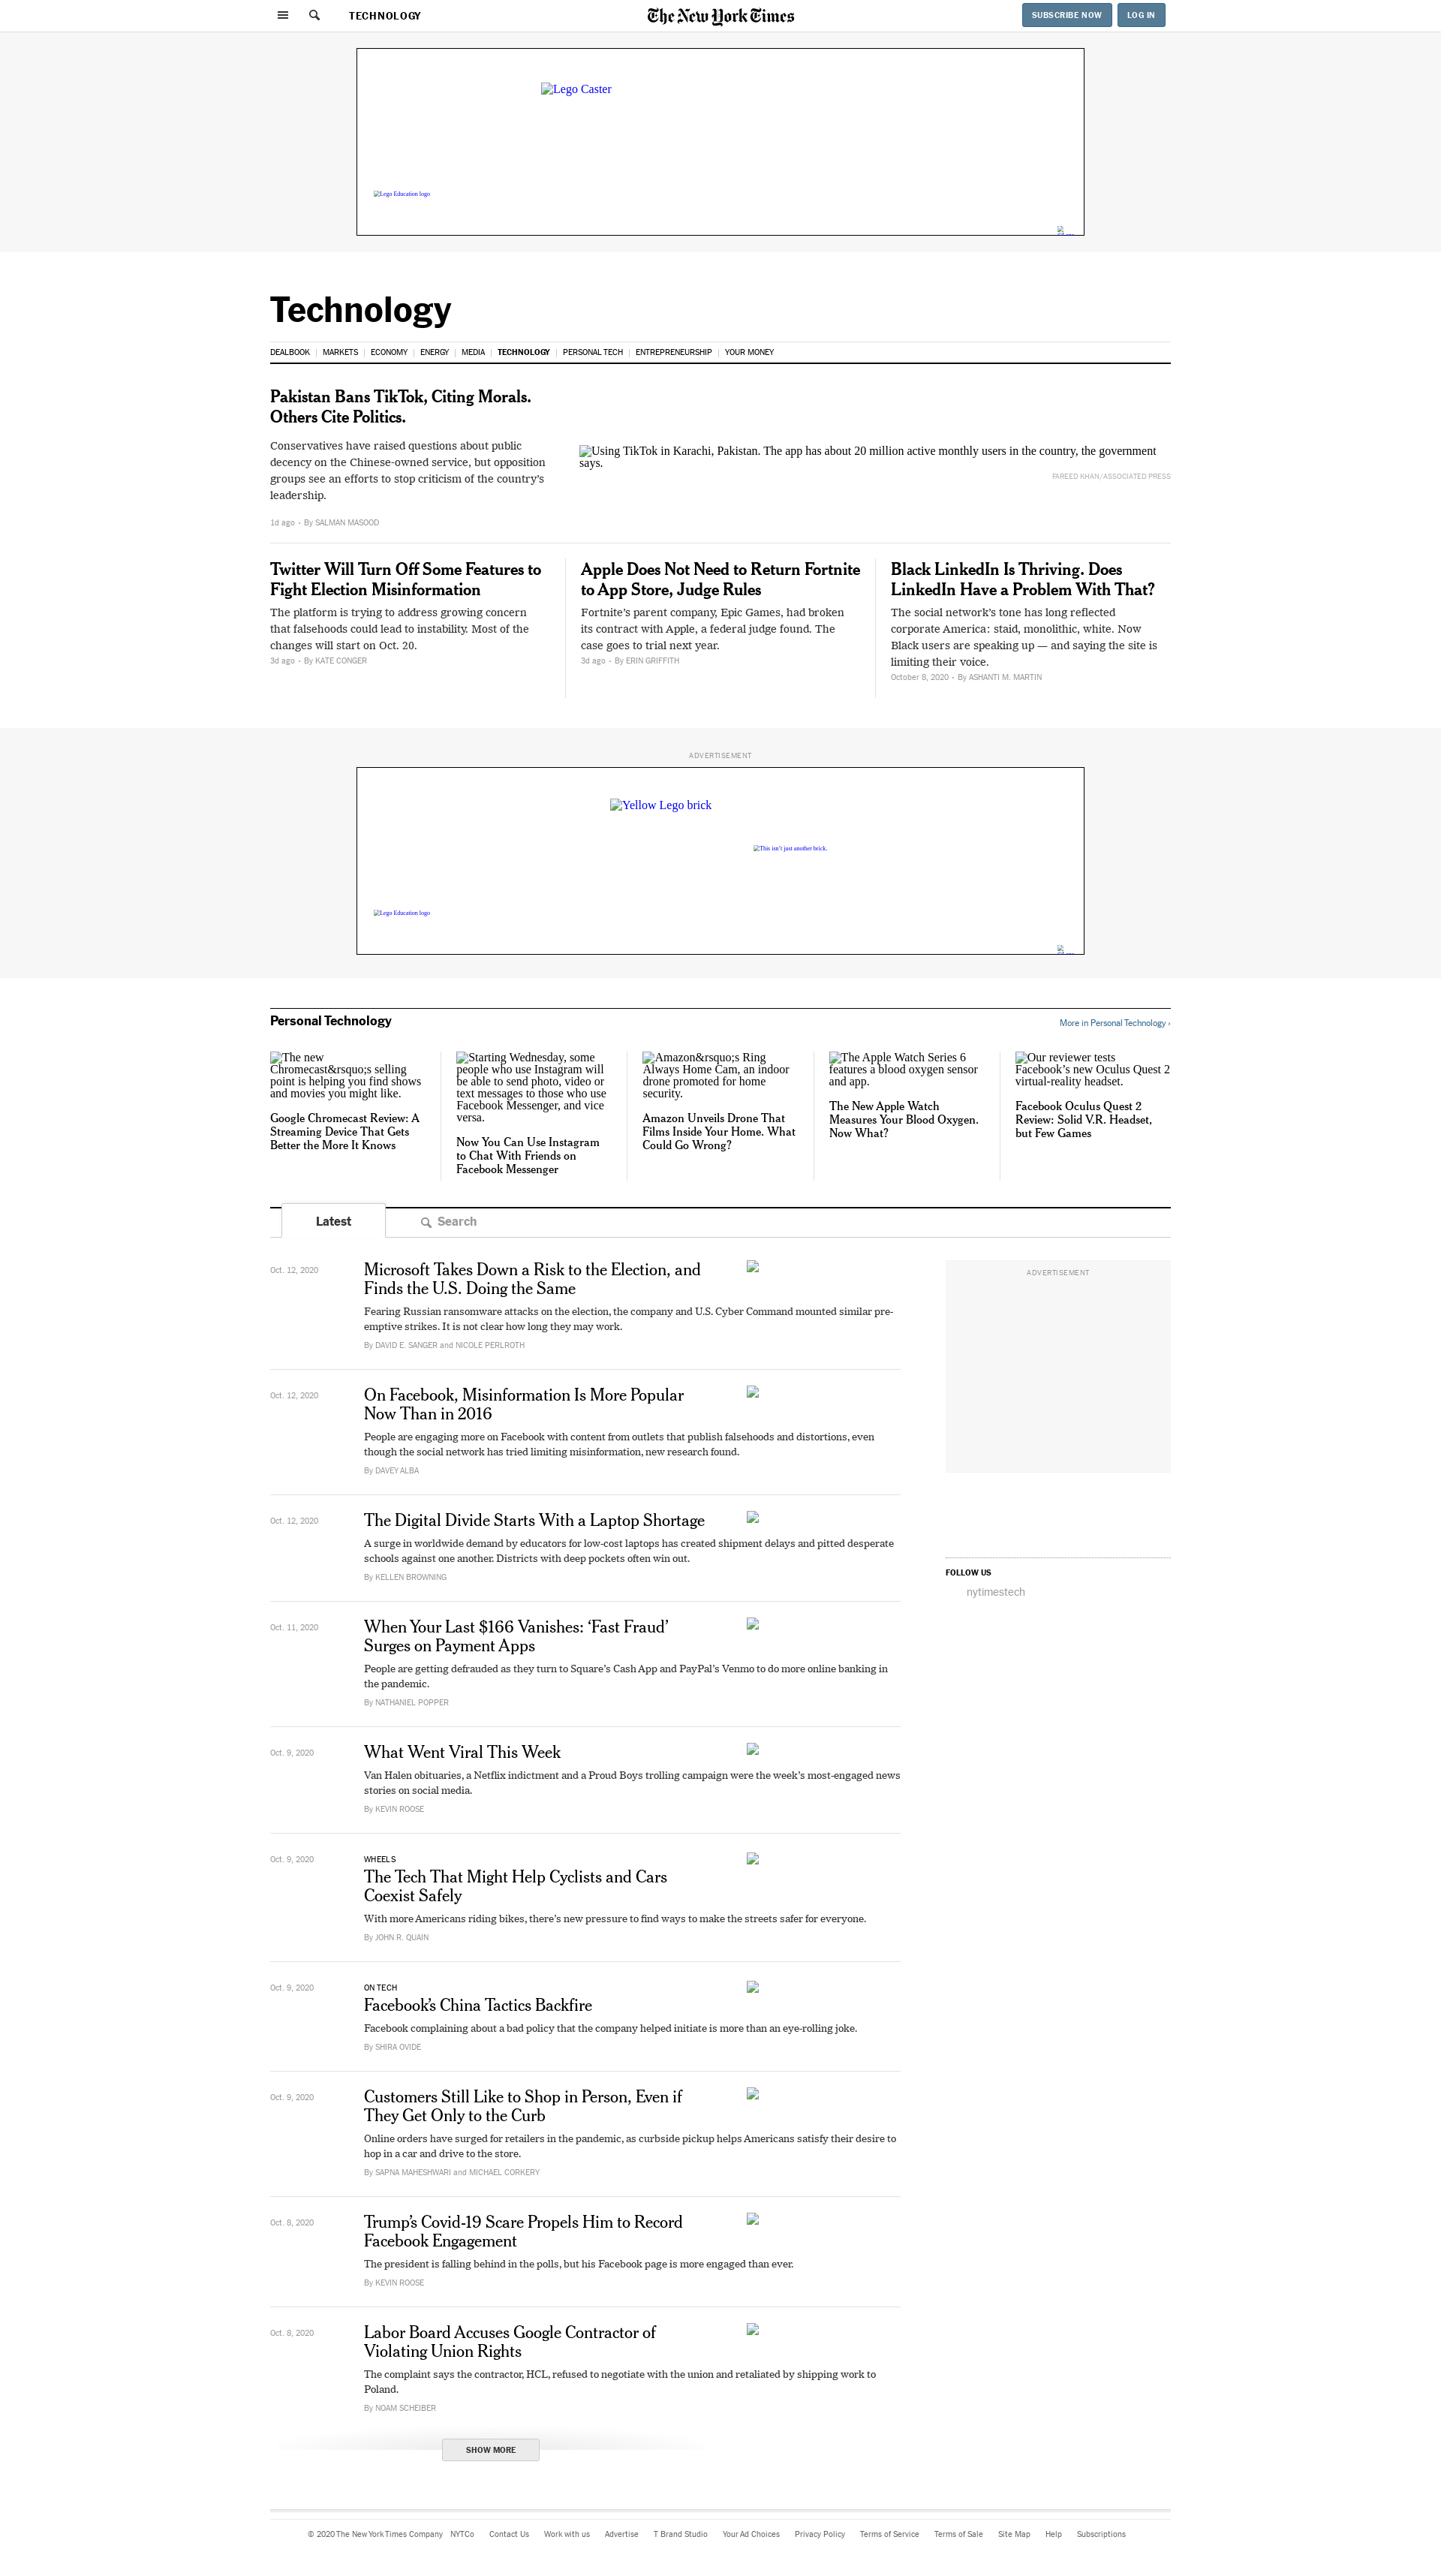 TECHNOLOGY
The New York Times
SUBSCRIBE NOW
LOG IN
Lego Caster
Lego Education logo
Technology
DEALBOOK
MARKETS
ECONOMY
ENERGY
MEDIA
TECHNOLOGY
PERSONAL TECH
ENTREPRENEURSHIP
YOUR MONEY
Pakistan Bans TikTok, Citing Morals.
Others Cite Politics.
Conservatives have raised questions about public
decency on the Chinese-owned service, but opposition
groups see an efforts to stop criticism of the country's
leadership.
1d ago • By SALMAN MASOOD
Using TikTok in Karachi, Pakistan. The app has about 20 million active monthly users in the country, the government
says.
FAREED KHAN/ASSOCIATED PRESS
Twitter Will Turn Off Some Features to
Fight Election Misinformation
The platform is trying to address growing concern
that falsehoods could lead to instability. Most of the
changes will start on Oct. 20.
3d ago • By KATE CONGER
Apple Does Not Need to Return Fortnite
to App Store, Judge Rules
Fortnite's parent company, Epic Games, had broken
its contract with Apple, a federal judge found. The
case goes to trial next year.
3d ago • By ERIN GRIFFITH
Black LinkedIn Is Thriving. Does
LinkedIn Have a Problem With That?
The social network's tone has long reflected
corporate America: staid, monolithic, white. Now
Black users are speaking up — and saying the site is
limiting their voice.
October 8, 2020 • By ASHANTI M. MARTIN
ADVERTISEMENT
Yellow Lego brick
This isn't just another brick.
Lego Education logo
Personal Technology
More in Personal Technology ›
The new
Chromecast&rsquo;s selling
point is helping you find shows
and movies you might like.
Google Chromecast Review: A
Streaming Device That Gets
Better the More It Knows
Starting Wednesday, some
people who use Instagram will
be able to send photo, video or
text messages to those who use
Facebook Messenger, and vice
versa.
Now You Can Use Instagram
to Chat With Friends on
Facebook Messenger
Amazon&rsquo;s Ring
Always Home Cam, an indoor
drone promoted for home
security.
Amazon Unveils Drone That
Films Inside Your Home. What
Could Go Wrong?
The Apple Watch Series 6
features a blood oxygen sensor
and app.
The New Apple Watch
Measures Your Blood Oxygen.
Now What?
Our reviewer tests
Facebook's new Oculus Quest 2
virtual-reality headset.
Facebook Oculus Quest 2
Review: Solid V.R. Headset,
but Few Games
Latest
Search
Oct. 12, 2020
Microsoft Takes Down a Risk to the Election, and
Finds the U.S. Doing the Same
Fearing Russian ransomware attacks on the election, the company and U.S. Cyber Command mounted similar pre-
emptive strikes. It is not clear how long they may work.
By DAVID E. SANGER and NICOLE PERLROTH
ADVERTISEMENT
Oct. 12, 2020
On Facebook, Misinformation Is More Popular
Now Than in 2016
People are engaging more on Facebook with content from outlets that publish falsehoods and distortions, even
though the social network has tried limiting misinformation, new research found.
By DAVEY ALBA
Oct. 12, 2020
The Digital Divide Starts With a Laptop Shortage
A surge in worldwide demand by educators for low-cost laptops has created shipment delays and pitted desperate
schools against one another. Districts with deep pockets often win out.
By KELLEN BROWNING
FOLLOW US
nytimestech
Oct. 11, 2020
When Your Last $166 Vanishes: ‘Fast Fraud’
Surges on Payment Apps
People are getting defrauded as they turn to Square's Cash App and PayPal's Venmo to do more online banking in
the pandemic.
By NATHANIEL POPPER
Oct. 9, 2020
What Went Viral This Week
Van Halen obituaries, a Netflix indictment and a Proud Boys trolling campaign were the week's most-engaged news
stories on social media.
By KEVIN ROOSE
Oct. 9, 2020
WHEELS
The Tech That Might Help Cyclists and Cars
Coexist Safely
With more Americans riding bikes, there's new pressure to find ways to make the streets safer for everyone.
By JOHN R. QUAIN
Oct. 9, 2020
ON TECH
Facebook's China Tactics Backfire
Facebook complaining about a bad policy that the company helped initiate is more than an eye-rolling joke.
By SHIRA OVIDE
Oct. 9, 2020
Customers Still Like to Shop in Person, Even if
They Get Only to the Curb
Online orders have surged for retailers in the pandemic, as curbside pickup helps Americans satisfy their desire to
hop in a car and drive to the store.
By SAPNA MAHESHWARI and MICHAEL CORKERY
Oct. 8, 2020
Trump's Covid-19 Scare Propels Him to Record
Facebook Engagement
The president is falling behind in the polls, but his Facebook page is more engaged than ever.
By KEVIN ROOSE
Oct. 8, 2020
Labor Board Accuses Google Contractor of
Violating Union Rights
The complaint says the contractor, HCL, refused to negotiate with the union and retaliated by shipping work to
Poland.
By NOAM SCHEIBER
SHOW MORE
© 2020 The New York Times Company
NYTCo
Contact Us
Work with us
Advertise
T Brand Studio
Your Ad Choices
Privacy Policy
Terms of Service
Terms of Sale
Site Map
Help
Subscriptions